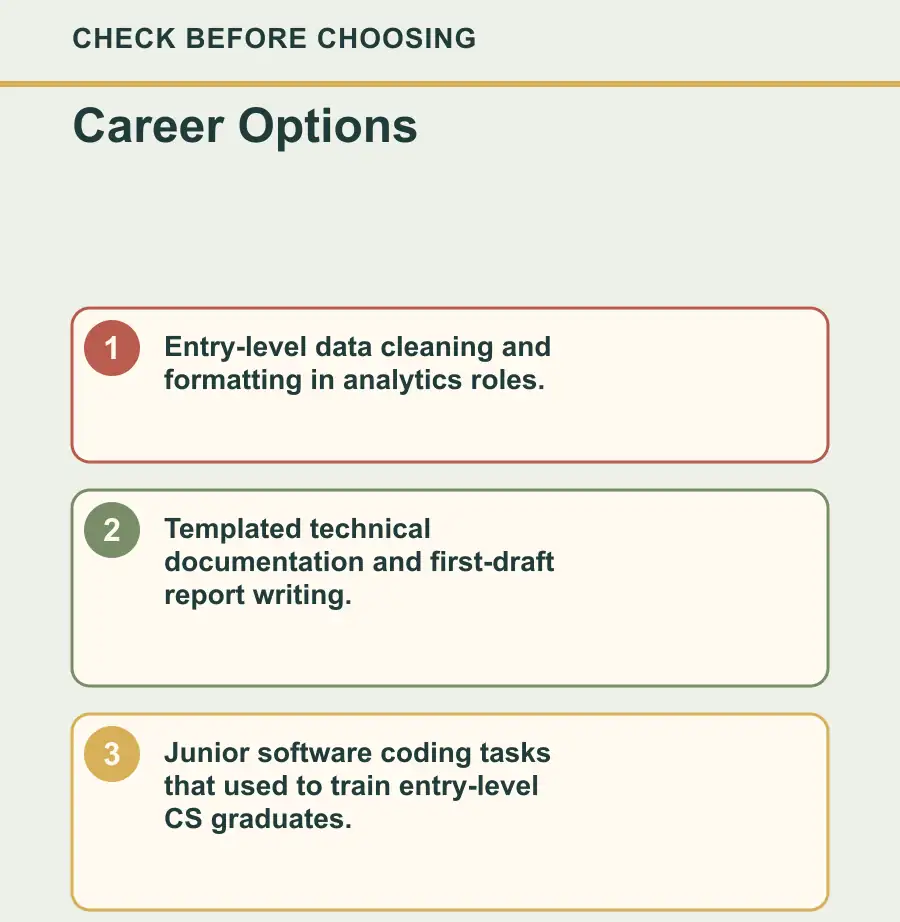 CHECK BEFORE CHOOSING
Career Options
1
Entry-level data cleaning and
formatting in analytics roles.
2
Templated technical
documentation and first-draft
report writing.
3
Junior software coding tasks
that used to train entry-level
CS graduates.